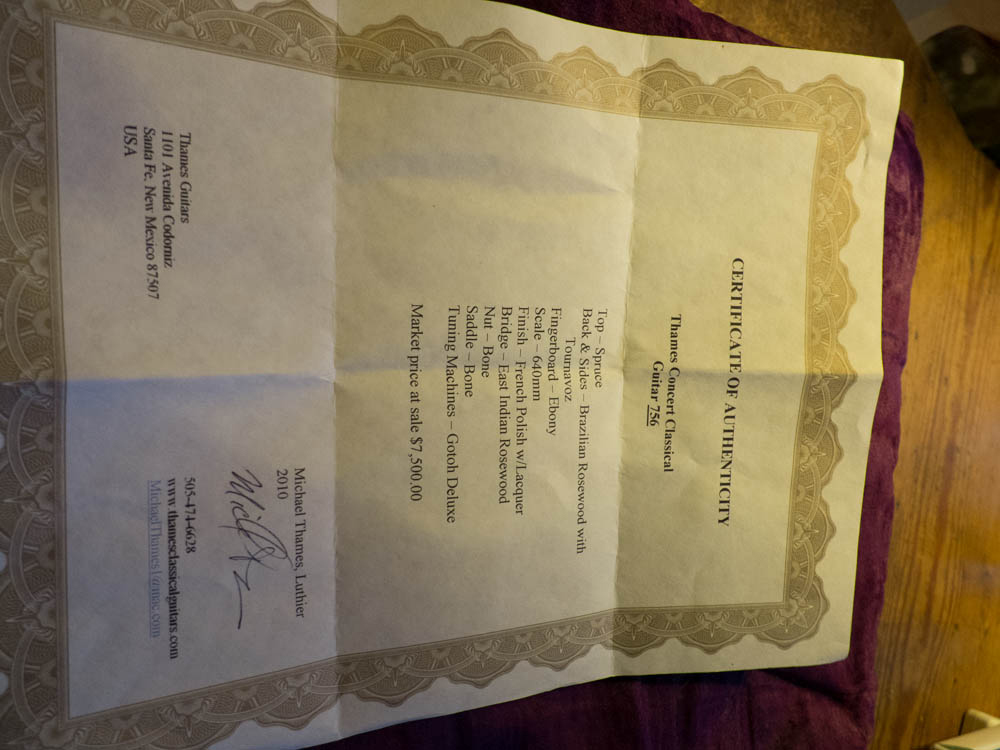 CERTIFICATE OF AUTHENTICITY
Thames Concert Classical
Guitar 756
Top – Spruce
Back & Sides – Brazilian Rosewood with
Tournavoz
Fingerboard – Ebony
Scale – 640mm
Finish – French Polish w/Lacquer
Bridge – East Indian Rosewood
Nut – Bone
Saddle – Bone
Tuning Machines – Gotoh Deluxe
Market price at sale $7,500.00
Michael Thames, Luthier
2010
Thames Guitars
1101 Avenida Codorniz
Santa Fe, New Mexico 87507
USA
505-474-6628
www.thamesclassicalguitars.com
MichaelThames1@mac.com